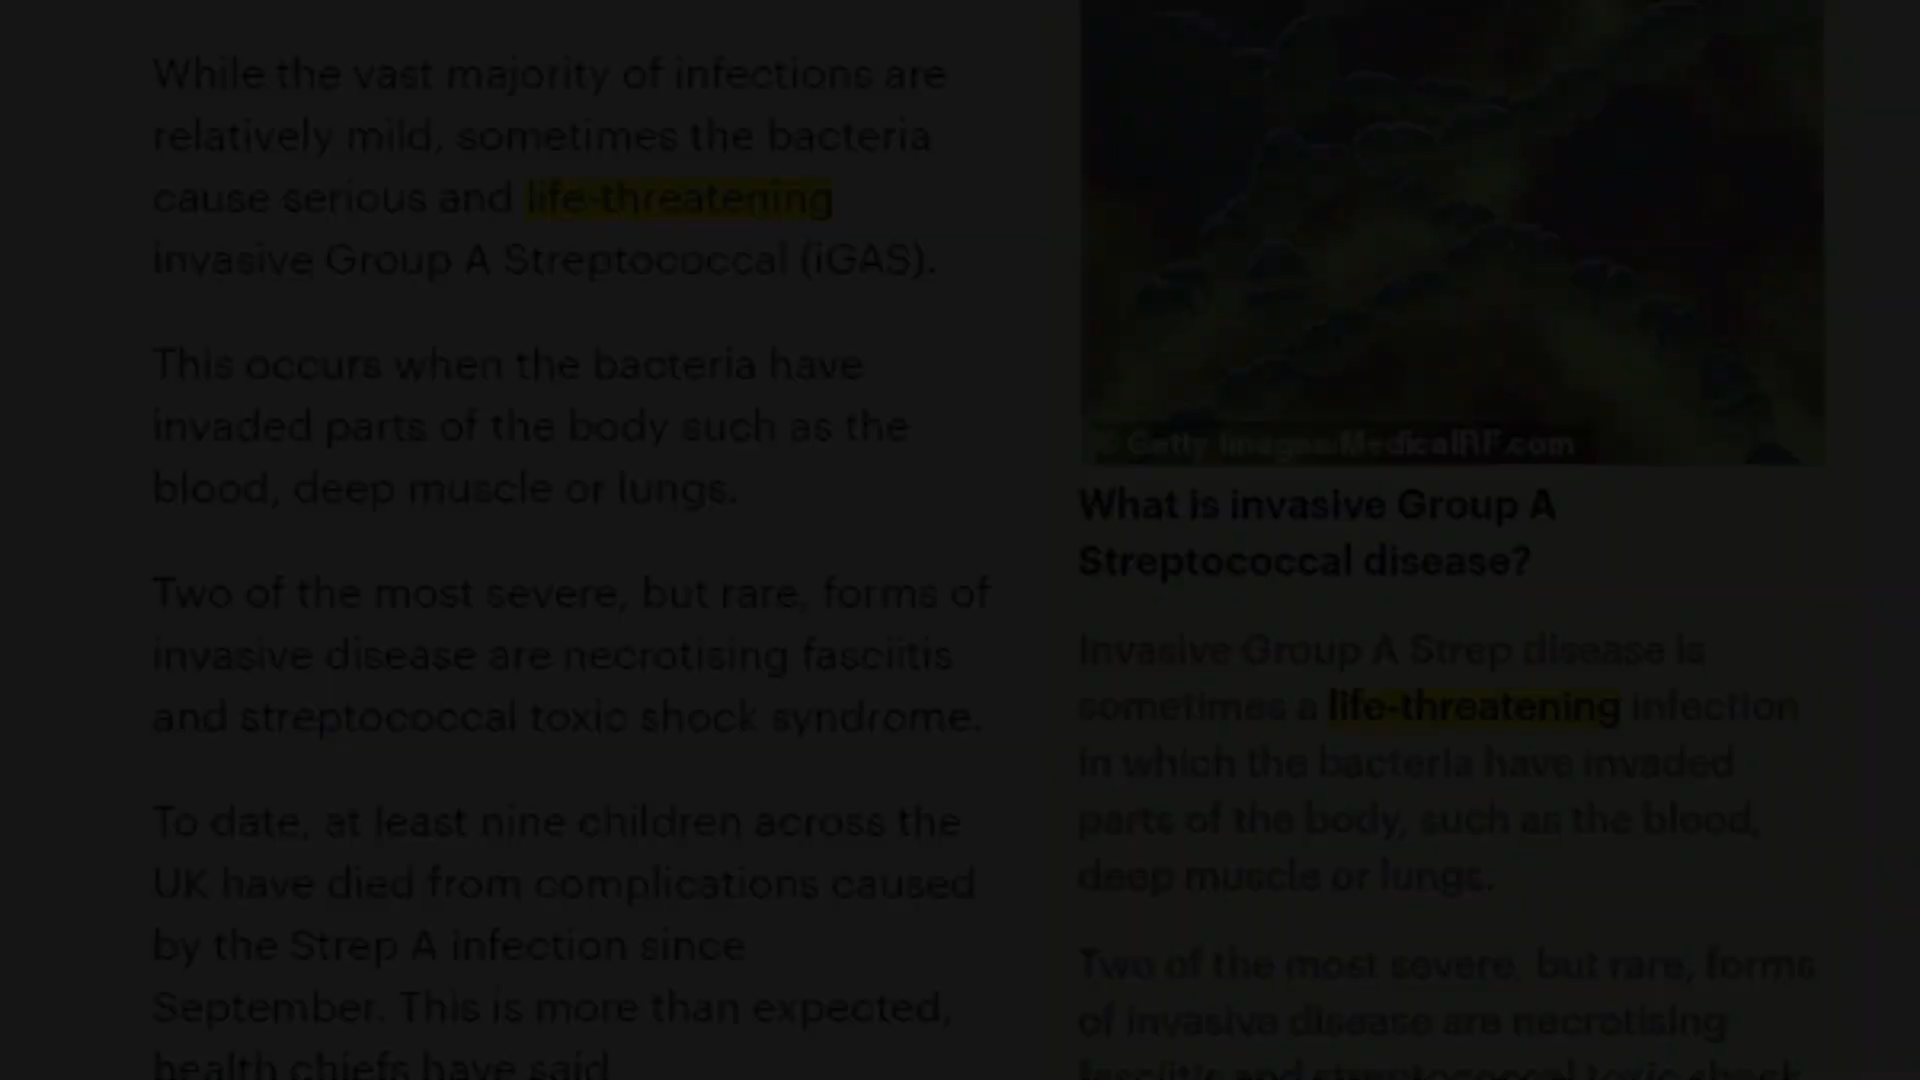 While the vast majority of infections are
relatively mild, sometimes the bacteria
cause serious and life-threatening
invasive Group A Streptococcal (iGAS).
This occurs when the bacteria have
invaded parts of the body such as the
blood, deep muscle or lungs.
Two of the most severe, but rare, forms of
invasive disease are necrotising fasciitis
and streptococcal toxic shock syndrome.
To date, at least nine children across the
UK have died from complications caused
by the Strep A infection since
September. This is more than expected,
health chiefs have said
© Getty Images/MedicalRF.com
What is invasive Group A
Streptococcal disease?
Invasive Group A Strep disease is
sometimes a life-threatening infection
in which the bacteria have invaded
parts of the body, such as the blood,
deep muscle or lungs.
Two of the most severe, but rare, forms
of invasive disease are necrotising
fasciitis and streptococcal toxic shock